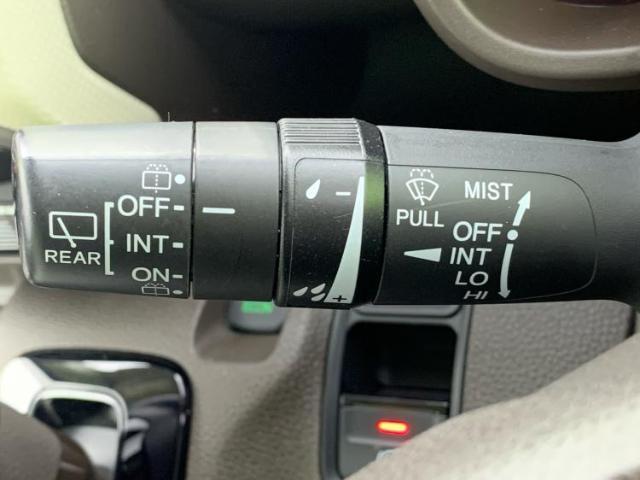 OFF
REAR
INT
ON
−
+
PULL
MIST
OFF
INT
LO
HI